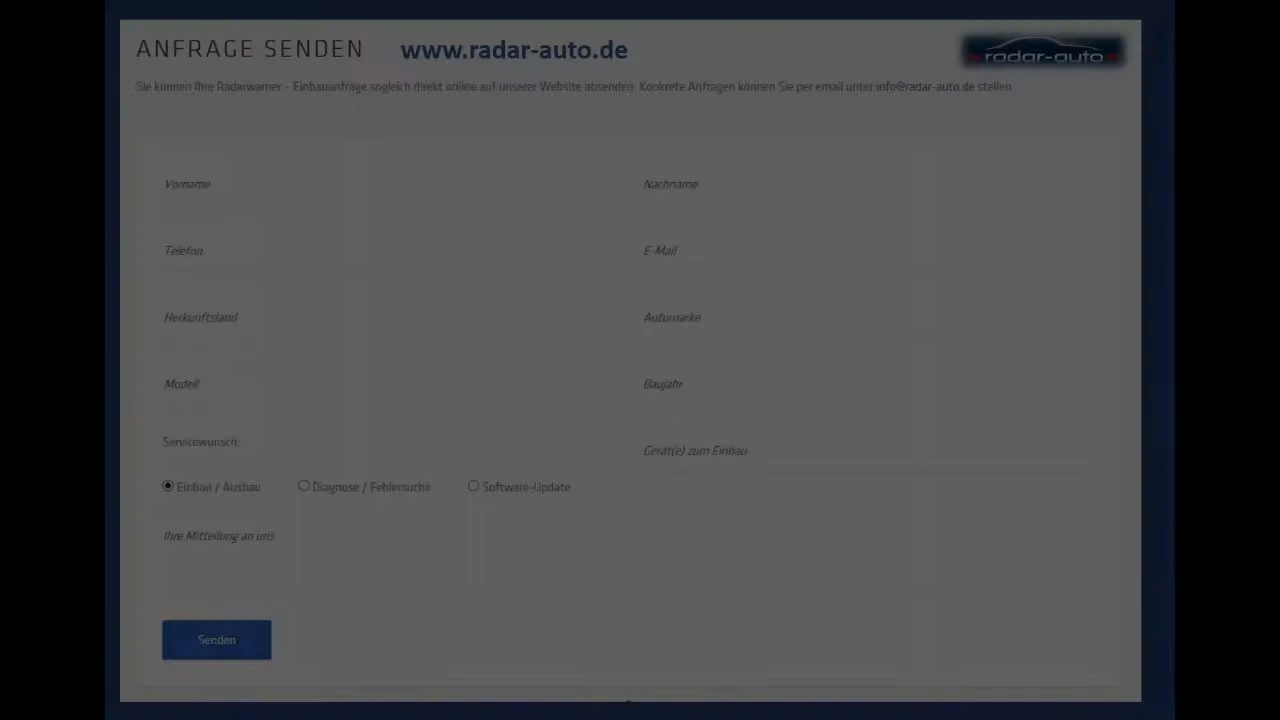 ANFRAGE SENDEN
www.radar-auto.de
radar-auto
Sie können Ihre Radarwarner - Einbauanfrage sogleich direkt online auf unserer Website absenden. Konkrete Anfragen können Sie per email unter info@radar-auto.de stellen
Vorname
Nachname
Telefon
E-Mail
Herkunftsland
Automarke
Modell
Baujahr
Servicewunsch:
Gerät(e) zum Einbau
Einbau / Ausbau
Diagnose / Fehlersuche
Software-Update
Ihre Mitteilung an uns
Senden